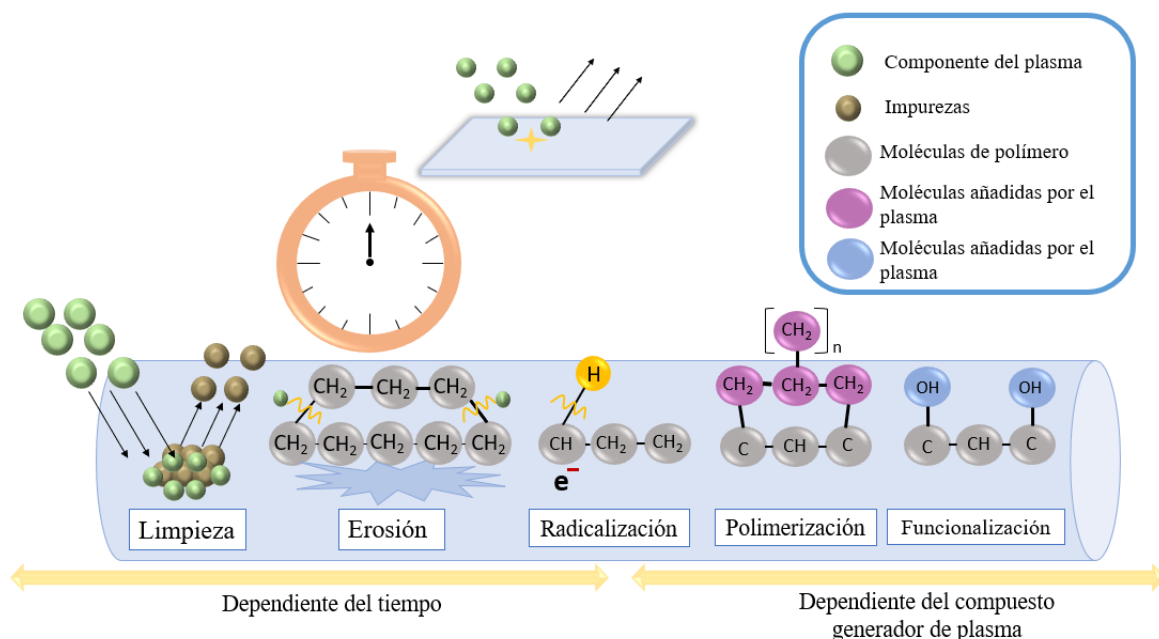 Componente del plasma
Impurezas
Moléculas de polímero
Moléculas añadidas por el
plasma
Moléculas añadidas por el
plasma
CH2
n
H
CH2 CH2 CH2
CH2 CH2 CH2
OH OH
CH2 CH2 CH2 CH2 CH2
CH CH2 CH2
C CH C
C CH C
e-
Limpieza
Erosión
Radicalización
Polimerización
Funcionalización
Dependiente del tiempo
Dependiente del compuesto
generador de plasma